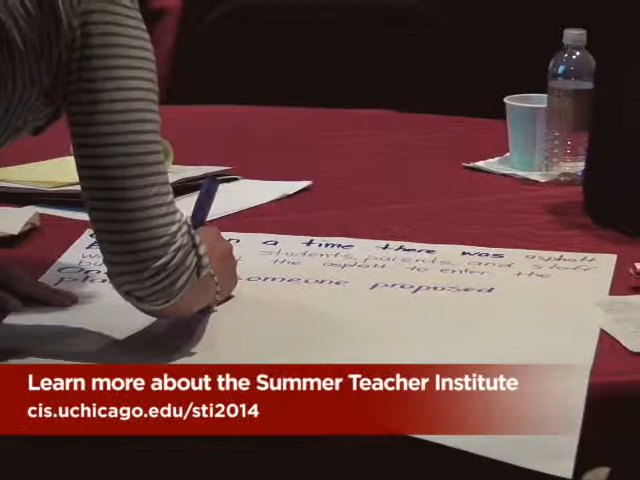 a time there was asphalt
students, parents, and staff
the asphalt to enter the
someone proposed
Learn more about the Summer Teacher Institute
cis.uchicago.edu/sti2014